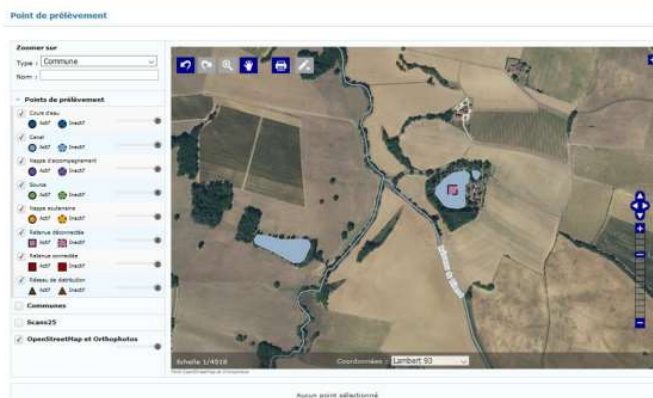 Point de prélèvement
Zoomer sur
Type : Commune
Nom :
Points de prélèvement
Cours d'eau
Actif Inactif
Canal
Actif Inactif
Nappe d'accompagnement
Actif Inactif
Source
Actif Inactif
Nappe souterraine
Actif Inactif
Retenue déconnectée
Actif Inactif
Retenue connectée
Actif Inactif
Réseau de distribution
Actif Inactif
Communes
Scans25
OpenStreetMap et Orthophotos
Echelle 1/4518
Coordonnées : Lambert 93
Aucun point sélectionné